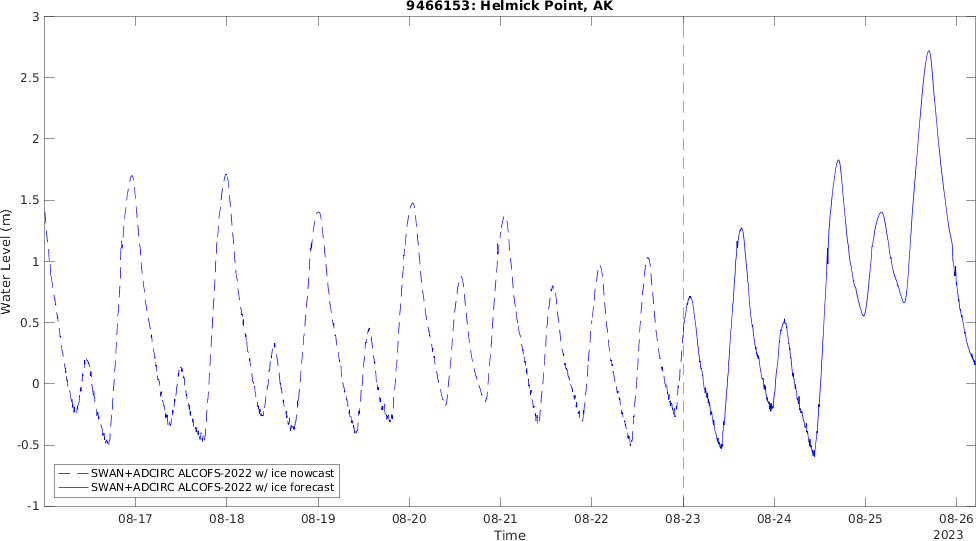 9466153: Helmick Point, AK
3
2.5
2
1.5
1
0.5
0
-0.5
-1
Water Level (m)
SWAN+ADCIRC ALCOFS-2022 w/ ice nowcast
SWAN+ADCIRC ALCOFS-2022 w/ ice forecast
08-17 08-18 08-19 08-20 08-21 08-22 08-23 08-24 08-25 08-26
Time 2023